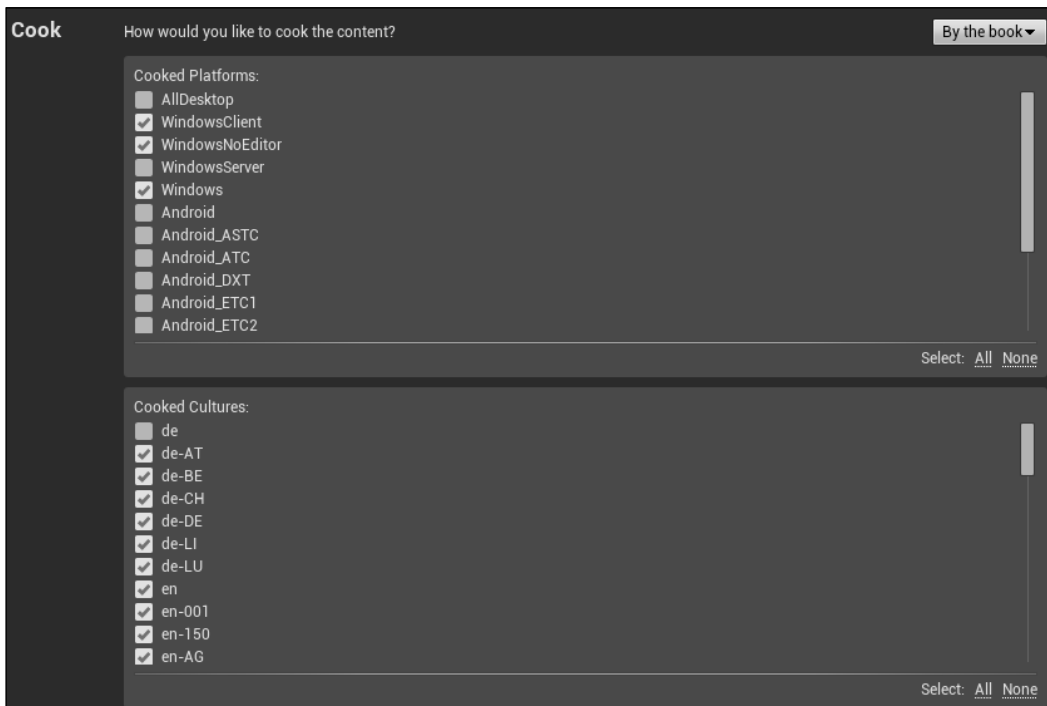 Cook How would you like to cook the content? By the book
Cooked Platforms:
AllDesktop
WindowsClient
WindowsNoEditor
WindowsServer
Windows
Android
Android_ASTC
Android_ATC
Android_DXT
Android_ETC1
Android_ETC2
Select: All None
Cooked Cultures:
de
de-AT
de-BE
de-CH
de-DE
de-LI
de-LU
en
en-001
en-150
en-AG
Select: All None